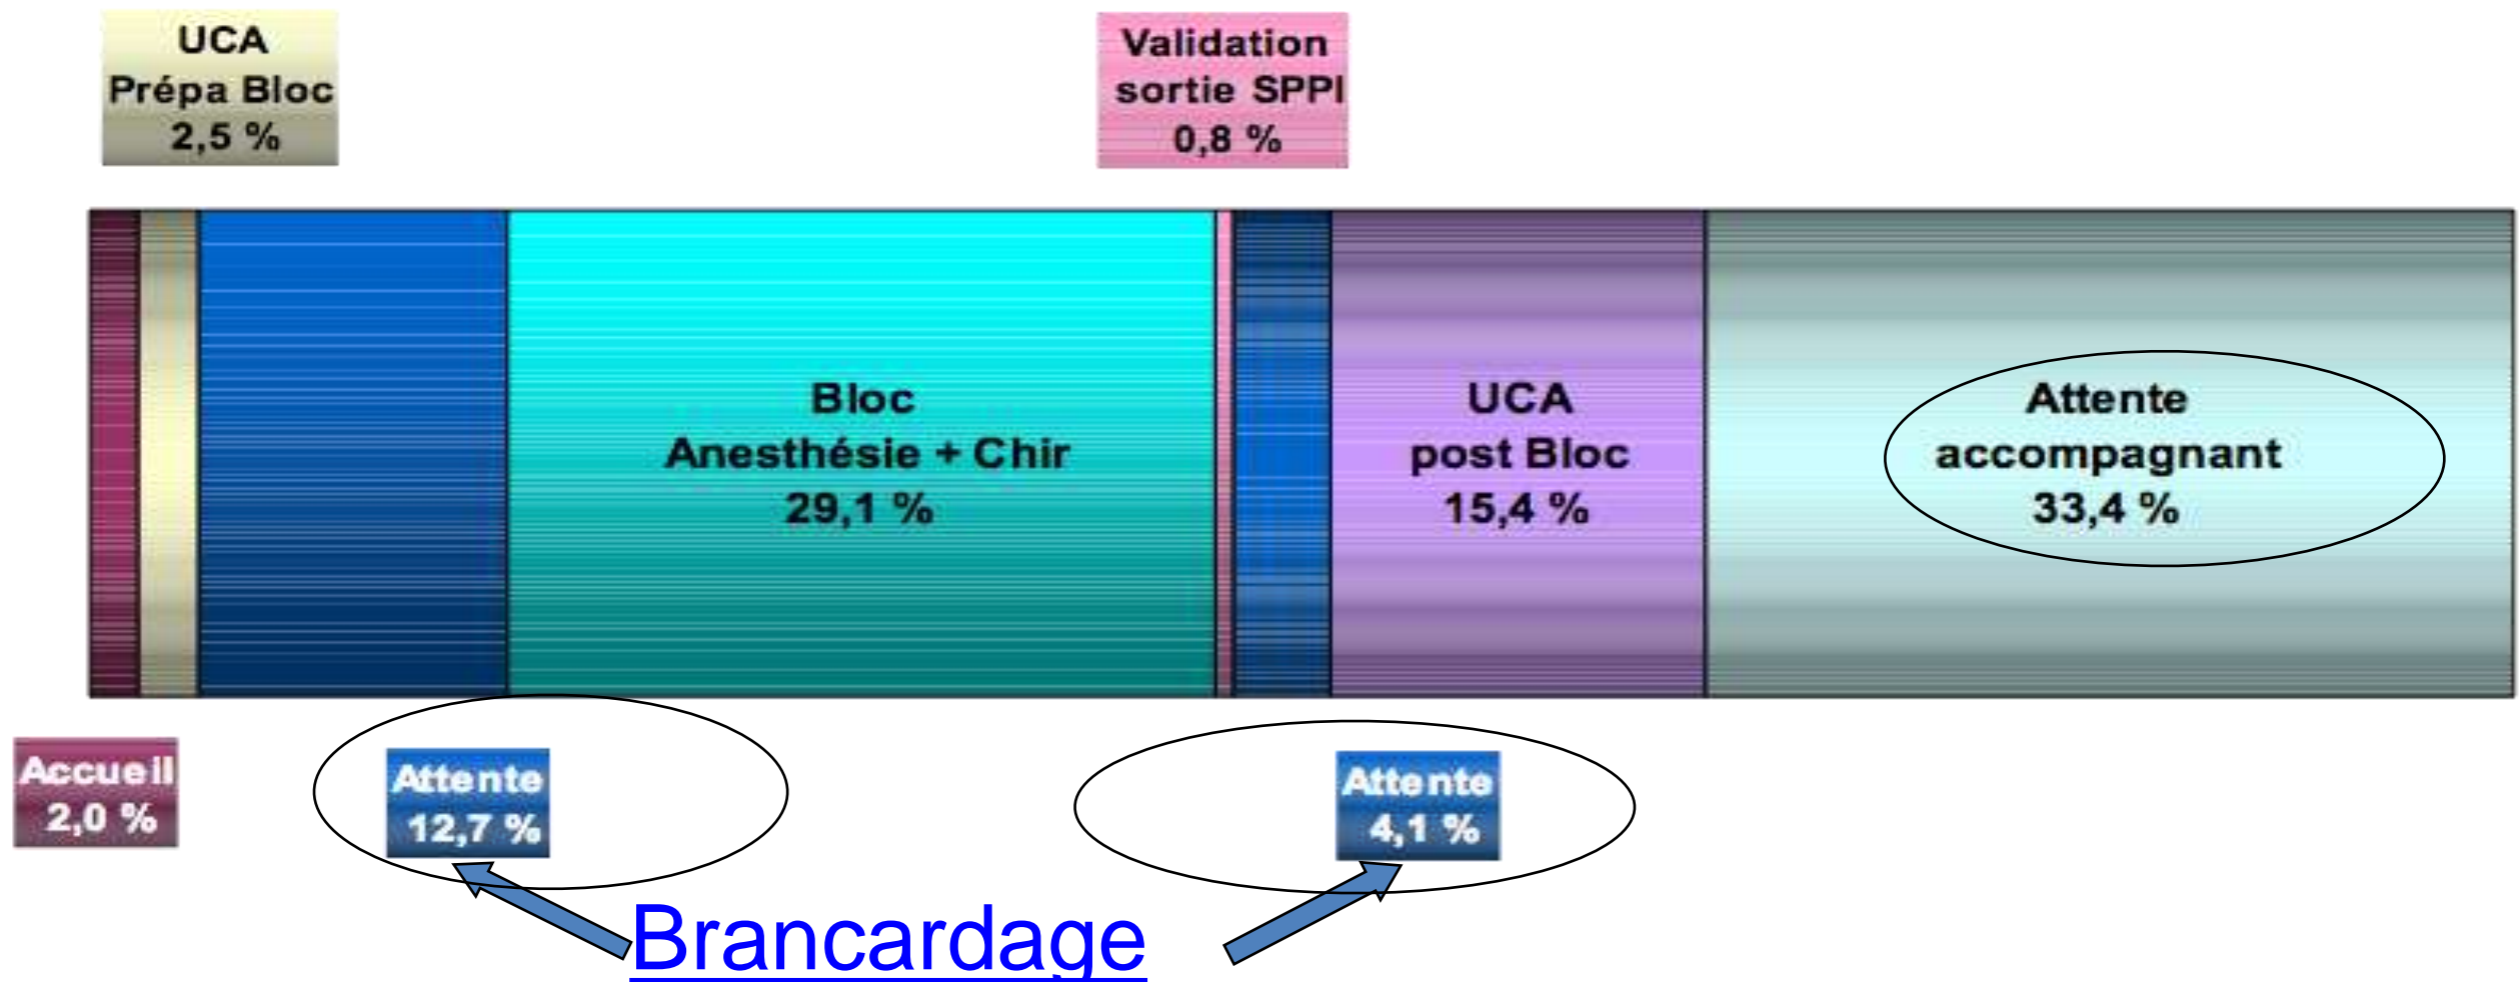 UCA
Prépa Bloc
2,5 %
Validation
sortie SPPI
0,8 %
Bloc
Anesthésie + Chir
29,1 %
UCA
post Bloc
15,4 %
Attente
accompagnant
33,4 %
Accueil
2,0 %
Attente
12,7 %
Attente
4,1 %
Brancardage